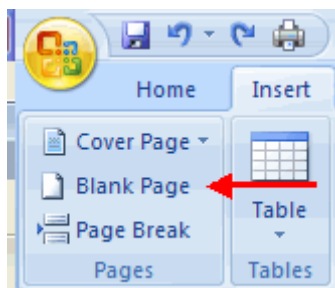 Home Insert
Cover Page
Blank Page
Page Break
Table
Pages Tables